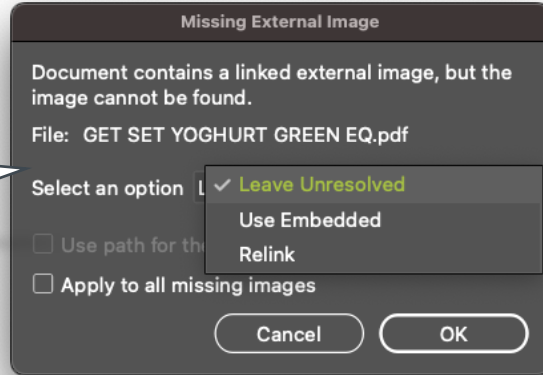 Missing External Image
Document contains a linked external image, but the
image cannot be found.
File: GET SET YOGHURT GREEN EQ.pdf
Select an option L ✓ Leave Unresolved
Use Embedded
Use path for the
Relink
Apply to all missing images
Cancel OK